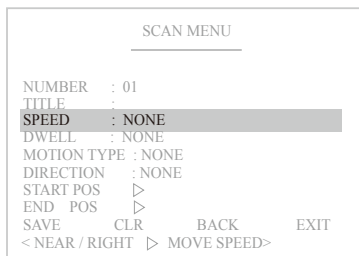 SCAN MENU
NUMBER : 01
TITLE :
SPEED : NONE
DWELL : NONE
MOTION TYPE : NONE
DIRECTION : NONE
START POS ▷
END POS ▷
SAVE CLR BACK EXIT
< NEAR / RIGHT ▷ MOVE SPEED>